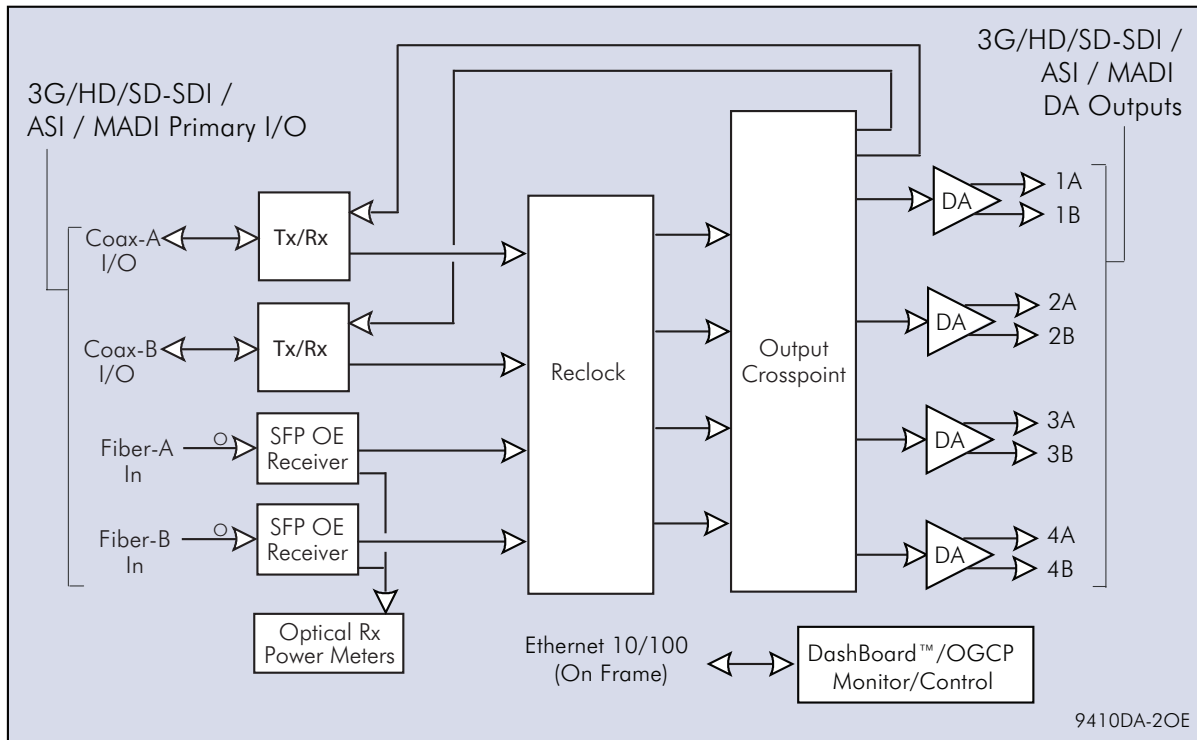 3G/HD/SD-SDI /
ASI / MADI Primary I/O
3G/HD/SD-SDI /
ASI / MADI
DA Outputs
Coax-A
I/O
Tx/Rx
Coax-B
I/O
Tx/Rx
Fiber-A
In
SFP OE
Receiver
Fiber-B
In
SFP OE
Receiver
Optical Rx
Power Meters
Reclock
Output
Crosspoint
DA
1A
1B
DA
2A
2B
DA
3A
3B
DA
4A
4B
Ethernet 10/100
(On Frame)
DashBoard™/OGCP
Monitor/Control
9410DA-2OE